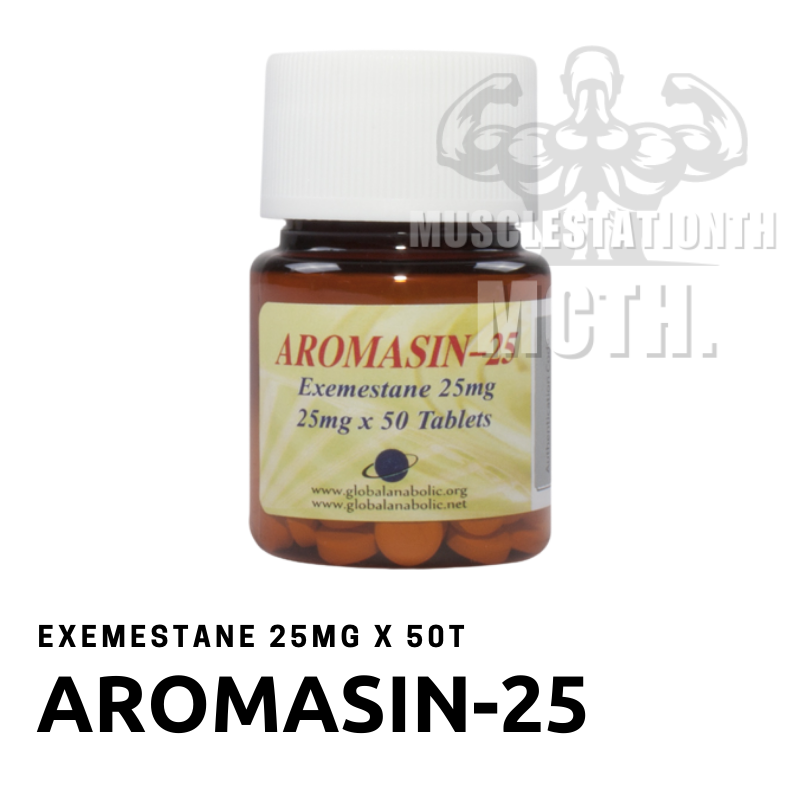 MUSCLESTATIONTH
MCTH.
AROMASIN-25
Exemestane 25mg
25mg x 50 Tablets
www.globalanabolic.org
www.globalanabolic.net
EXEMESTANE 25MG X 50T
AROMASIN-25